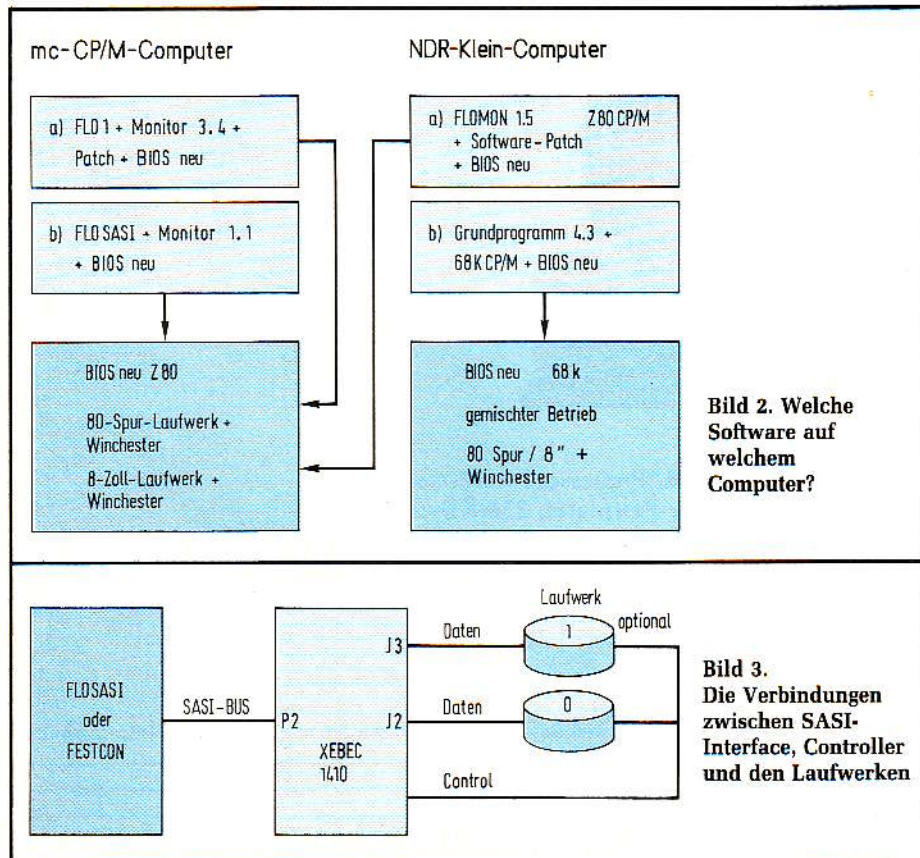 mc-CP/M-Computer
NDR-Klein-Computer
a) FLO1 + Monitor 3.4 +
Patch + BIOS neu
b) FLOSASI + Monitor 1.1
+ BIOS neu
BIOS neu Z80
80-Spur-Laufwerk +
Winchester
8-Zoll-Laufwerk +
Winchester
a) FLOMON 1.5 Z80 CP/M
+ Software-Patch
+ BIOS neu
b) Grundprogramm 4.3 +
68K CP/M + BIOS neu
BIOS neu 68k
gemischter Betrieb
80 Spur / 8" +
Winchester
Bild 2. Welche
Software auf
welchem
Computer?
FLOSASI
oder
FESTCON
SASI-BUS
P2
XEBEC
1410
J3
J2
Daten
Daten
Control
Laufwerk
1
optional
0
Bild 3.
Die Verbindungen
zwischen SASI-
Interface, Controller
und den Laufwerken